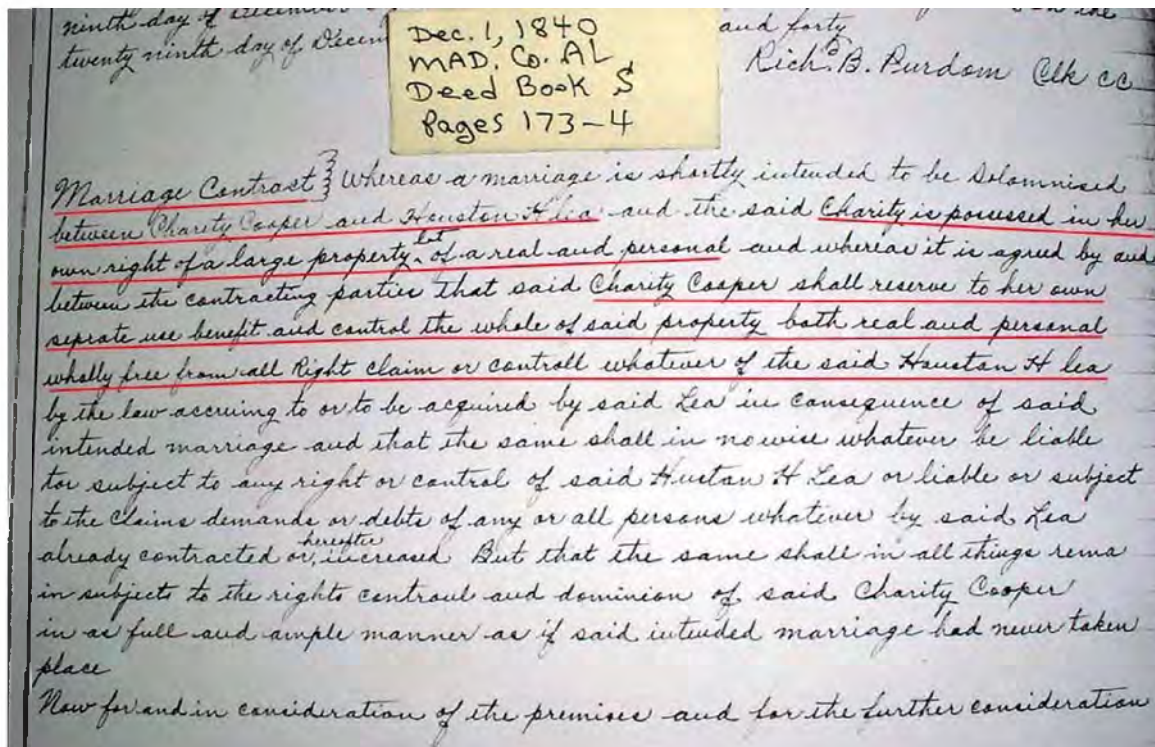 ninth day of December
twenty ninth day of Decem and forty
Rich.d B. Purdom Clk cc
Dec. 1, 1840
MAD. Co. AL
Deed Book S
Pages 173-4
Marriage Contract } Whereas a marriage is shortly intended to be Solomnised
between Charity Cooper and Houston H lea and the said Charity is possessed in her
own right of a large property bot of a real and personal and whereas it is agreed by and
between the contracting parties that said Charity Cooper shall reserve to her own
seprate use benefit and control the whole of said property both real and personal
wholly free from all Right claim or controll whatever of the said Houston H lea
by the law accruing to or to be acquired by said Lea in consequence of said
intended marriage and that the same shall in nowise whatever be liable
tor subject to any right or control of said Huston H Lea or liable or subject
to the claims demands or debts of any or all persons whatever by said Lea
already contracted or hereafter increased But that the same shall in all things rema
in subjects to the rights controul and dominion of said Charity Cooper
in as full and ample manner as if said intended marriage had never taken
place
Now for and in consideration of the premises and for the further consideration